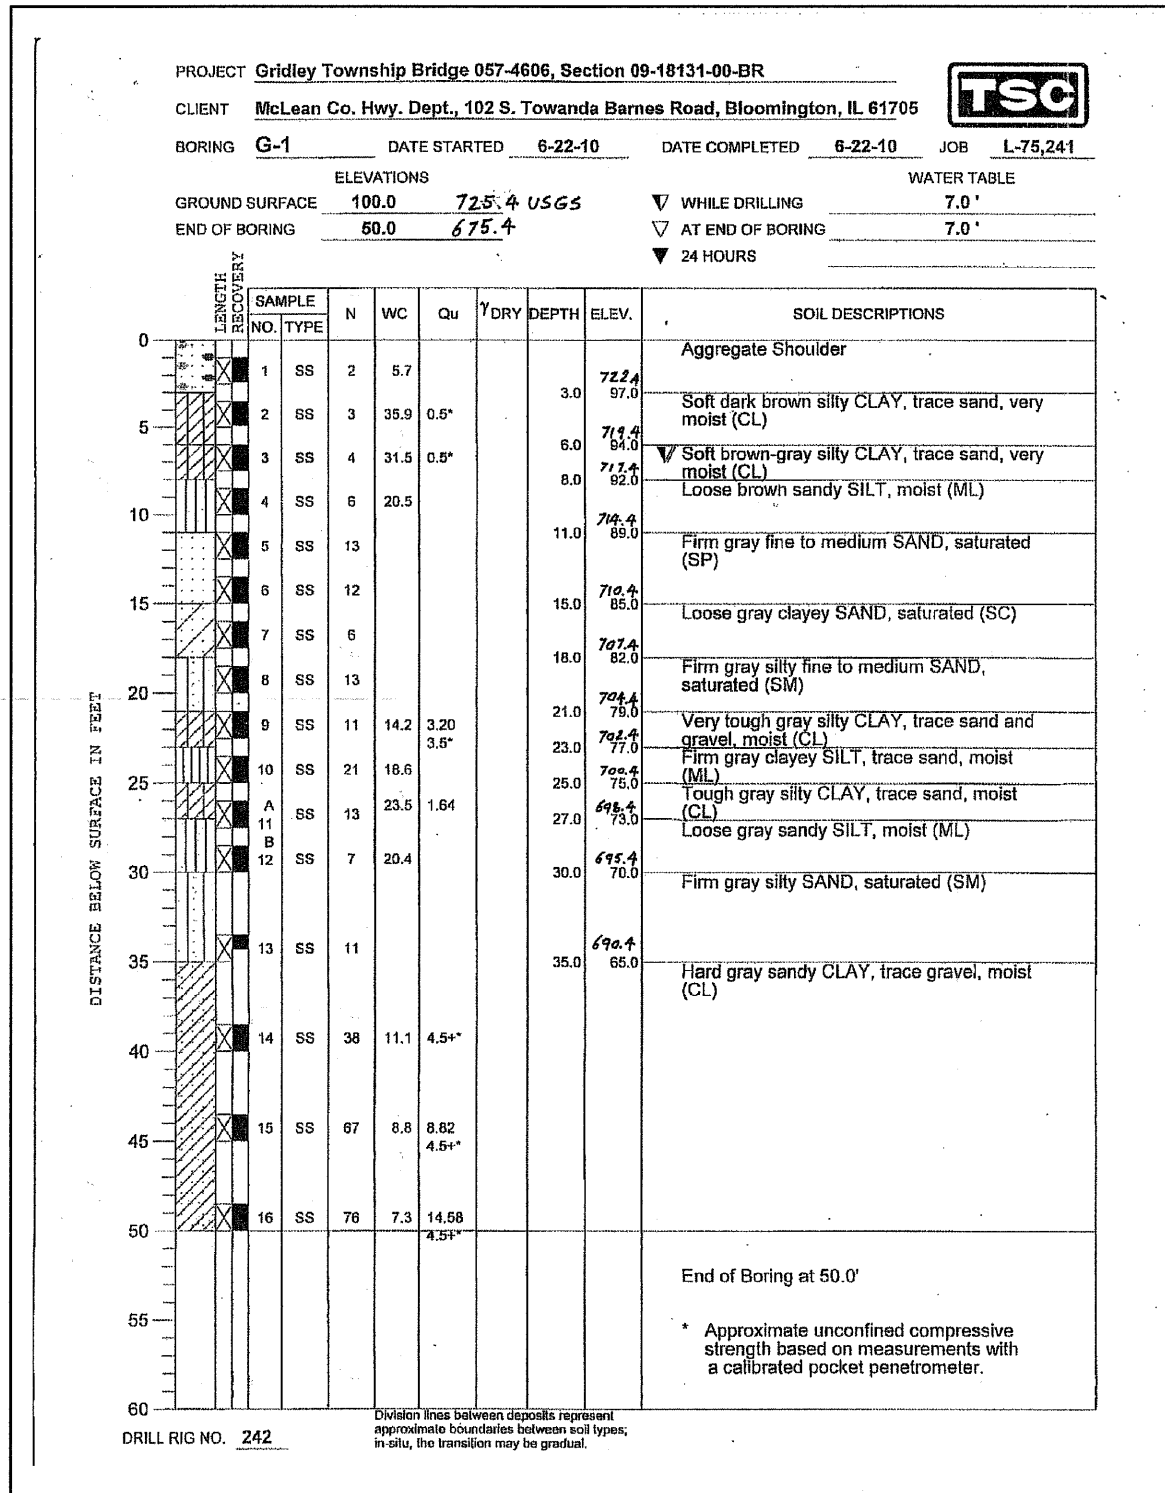 PROJECT Gridley Township Bridge 057-4606, Section 09-18131-00-BR
TSC
CLIENT McLean Co. Hwy. Dept., 102 S. Towanda Barnes Road, Bloomington, IL 61705
BORING G-1 DATE STARTED 6-22-10 DATE COMPLETED 6-22-10 JOB L-75,241
ELEVATIONS WATER TABLE
GROUND SURFACE 100.0 725.4 USGS WHILE DRILLING 7.0 '
END OF BORING 50.0 675.4 AT END OF BORING 7.0 '
24 HOURS
LENGTH RECOVERY SAMPLE N WC Qu γDRY DEPTH ELEV. SOIL DESCRIPTIONS
NO. TYPE
0 Aggregate Shoulder
1 SS 2 5.7 722.4
3.0 97.0
2 SS 3 35.9 0.5* Soft dark brown silty CLAY, trace sand, very
moist (CL)
5 719.4
6.0 94.0
3 SS 4 31.5 0.5* Soft brown-gray silty CLAY, trace sand, very
717.4 moist (CL)
8.0 92.0
4 SS 6 20.5 Loose brown sandy SILT, moist (ML)
10 714.4
11.0 89.0
5 SS 13 Firm gray fine to medium SAND, saturated
(SP)
6 SS 12 710.4
15 15.0 85.0
Loose gray clayey SAND, saturated (SC)
7 SS 6 707.4
18.0 82.0
8 SS 13 Firm gray silty fine to medium SAND,
saturated (SM)
20 704.4
21.0 79.0
9 SS 11 14.2 3.20 Very tough gray silty CLAY, trace sand and
3.5* 702.4 gravel, moist (CL)
23.0 77.0
10 SS 21 18.6 700.4 Firm gray clayey SILT, trace sand, moist
(ML)
25 25.0 75.0
A Tough gray silty CLAY, trace sand, moist
11 SS 13 23.5 1.64 698.4 (CL)
27.0 73.0
B Loose gray sandy SILT, moist (ML)
12 SS 7 20.4 695.4
30 30.0 70.0
Firm gray silty SAND, saturated (SM)
13 SS 11 690.4
35 35.0 65.0
Hard gray sandy CLAY, trace gravel, moist
(CL)
14 SS 38 11.1 4.5+*
40
15 SS 67 8.8 8.82
45 4.5+*
16 SS 76 7.3 14.58
50 4.5+*
End of Boring at 50.0'
55
* Approximate unconfined compressive
strength based on measurements with
a calibrated pocket penetrometer.
60
DISTANCE BELOW SURFACE IN FEET
Division lines between deposits represent
approximate boundaries between soil types;
in-situ, the transition may be gradual.
DRILL RIG NO. 242